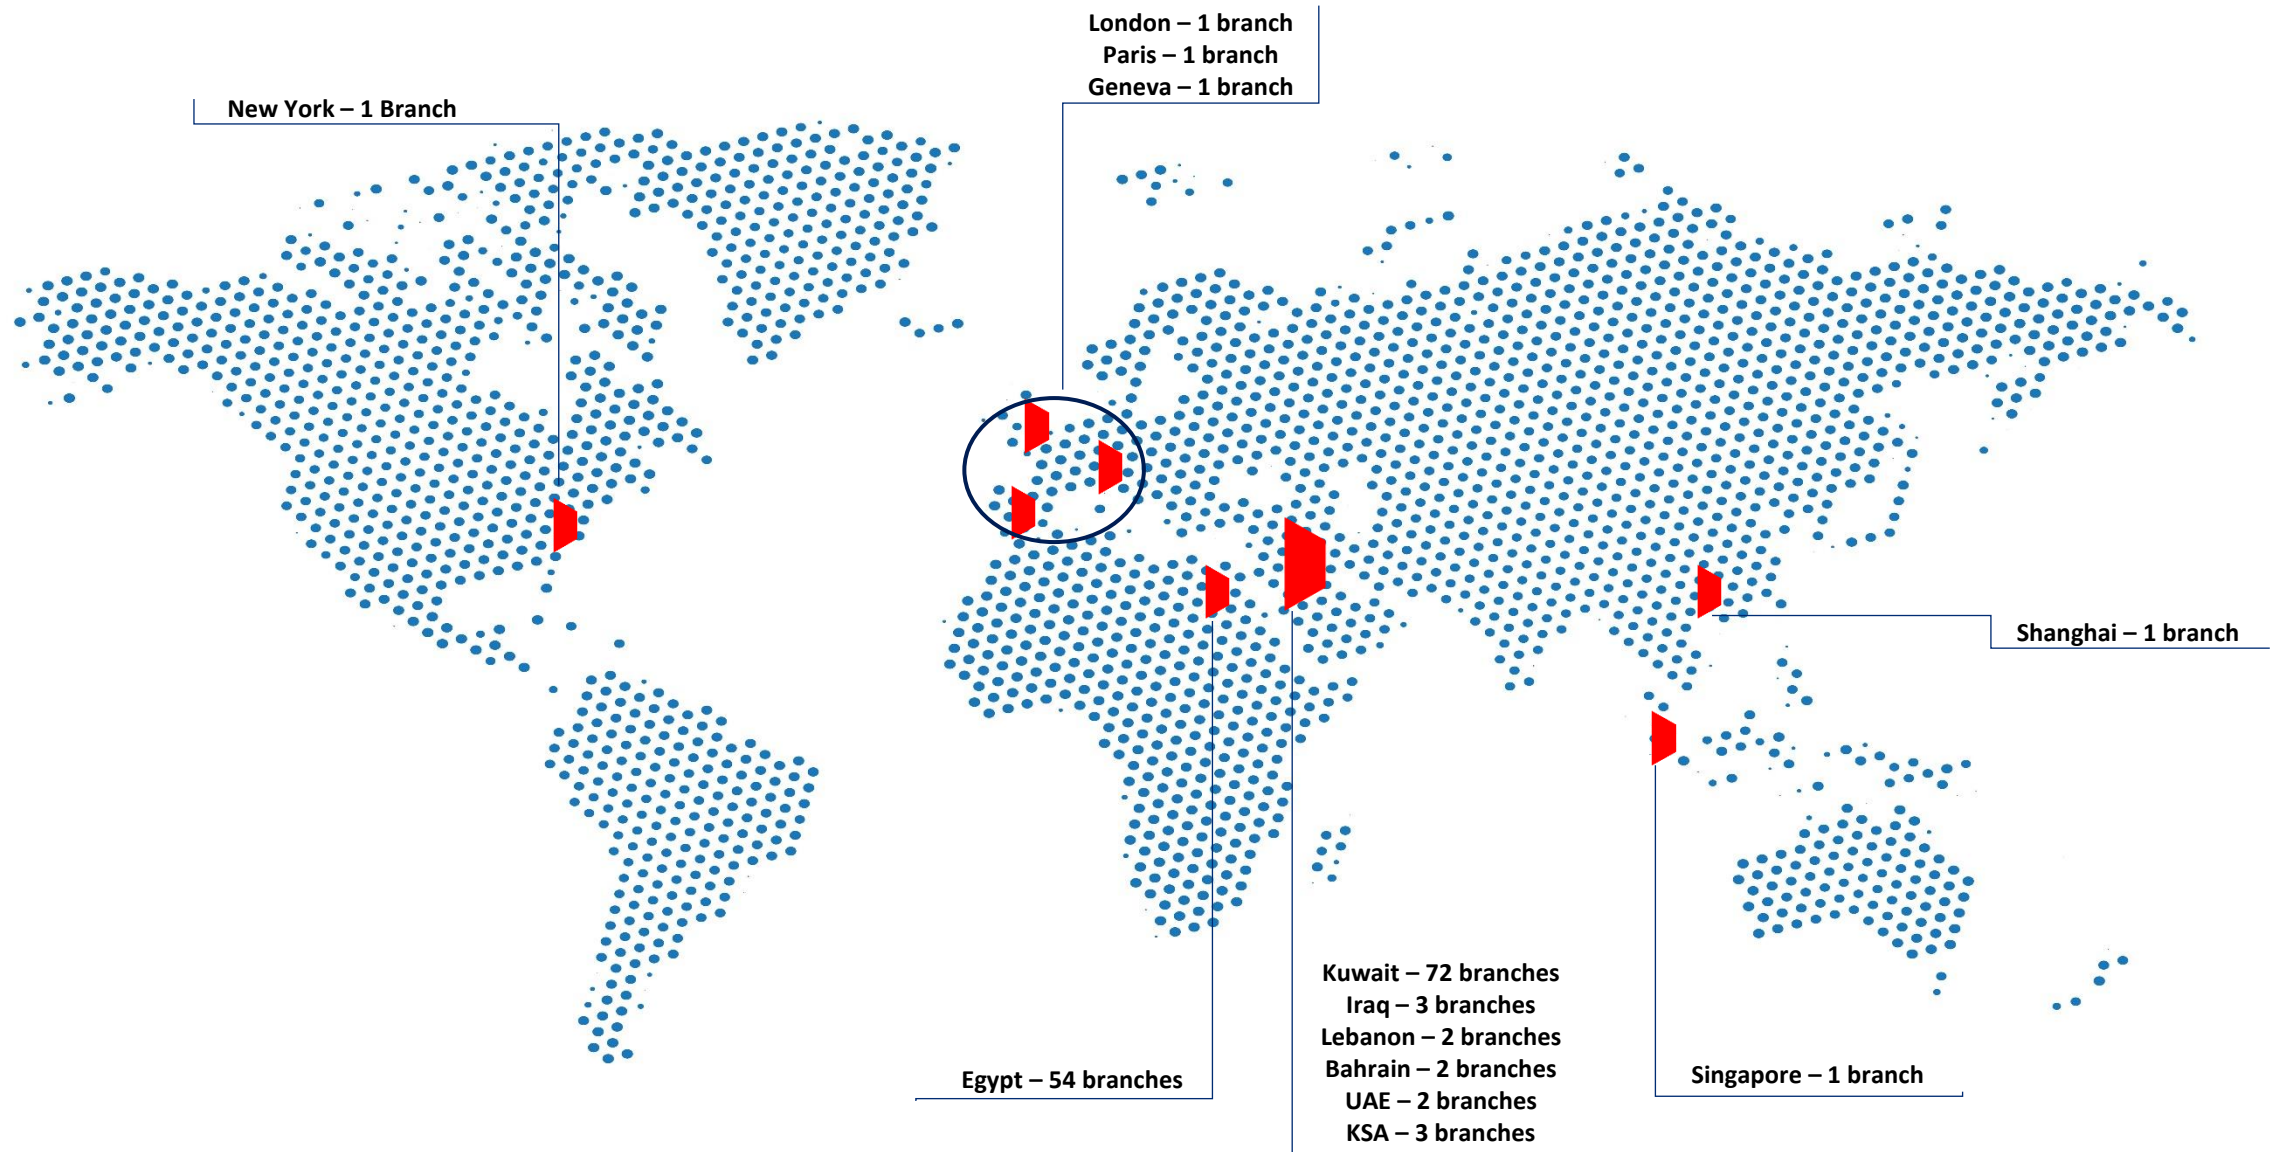 London – 1 branch
Paris – 1 branch
Geneva – 1 branch
New York – 1 Branch
Shanghai – 1 branch
Kuwait – 72 branches
Iraq – 3 branches
Lebanon – 2 branches
Bahrain – 2 branches
UAE – 2 branches
KSA – 3 branches
Egypt – 54 branches
Singapore – 1 branch